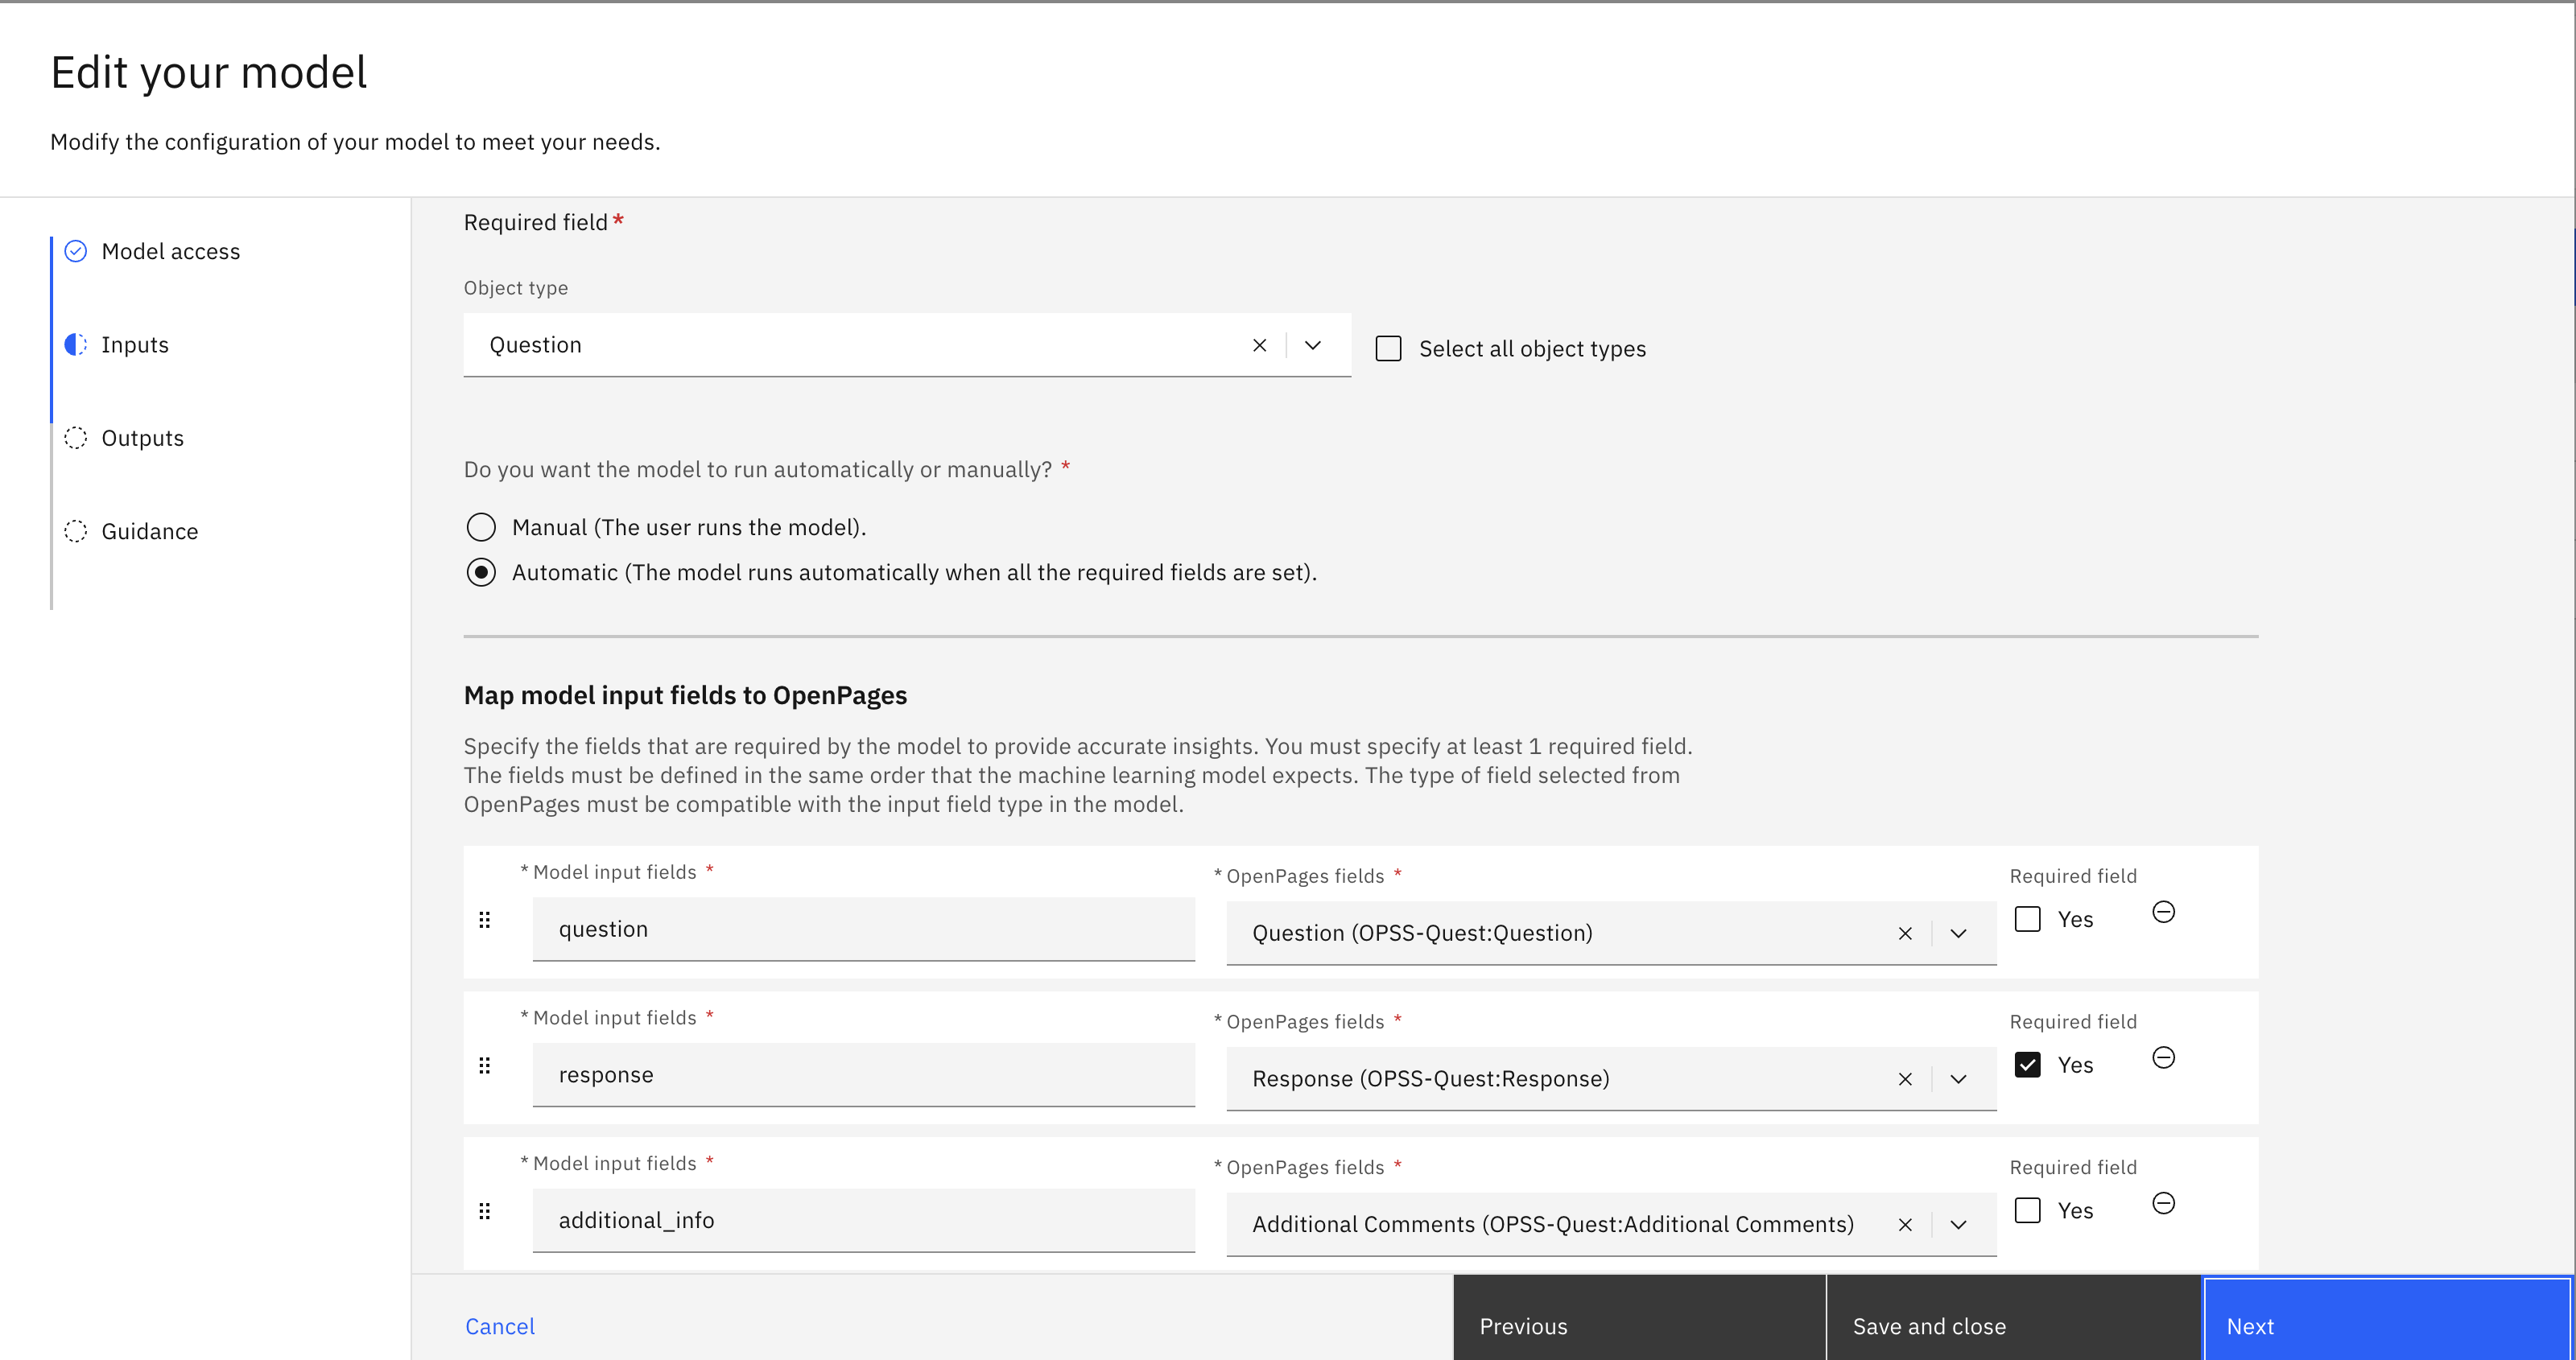 Edit your model
Modify the configuration of your model to meet your needs.
Model access
Inputs
Outputs
Guidance
Required field *
Object type
Question
Select all object types
Do you want the model to run automatically or manually? *
Manual (The user runs the model).
Automatic (The model runs automatically when all the required fields are set).
Map model input fields to OpenPages
Specify the fields that are required by the model to provide accurate insights. You must specify at least 1 required field.
The fields must be defined in the same order that the machine learning model expects. The type of field selected from
OpenPages must be compatible with the input field type in the model.
* Model input fields *
* OpenPages fields *
Required field
question
Question (OPSS-Quest:Question)
Yes
* Model input fields *
* OpenPages fields *
Required field
response
Response (OPSS-Quest:Response)
Yes
* Model input fields *
* OpenPages fields *
Required field
additional_info
Additional Comments (OPSS-Quest:Additional Comments)
Yes
Cancel
Previous
Save and close
Next